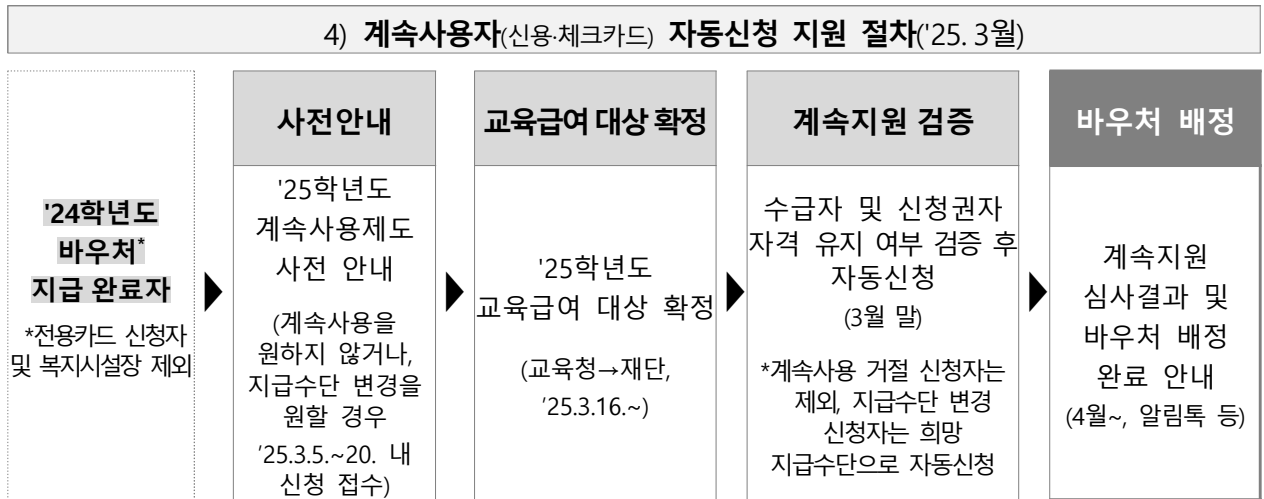 4) 계속사용자(신용·체크카드) 자동신청 지원 절차('25. 3월)
'24학년도
바우처*
지급 완료자
*전용카드 신청자
및 복지시설장 제외
사전안내
'25학년도
계속사용제도
사전 안내
(계속사용을
원하지 않거나,
지급수단 변경을
원할 경우
'25.3.5.~20. 내
신청 접수)
교육급여 대상 확정
'25학년도
교육급여 대상 확정
(교육청→재단,
'25.3.16.~)
계속지원 검증
수급자 및 신청권자
자격 유지 여부 검증 후
자동신청
(3월 말)
*계속사용 거절 신청자는
제외, 지급수단 변경
신청자는 희망
지급수단으로 자동신청
바우처 배정
계속지원
심사결과 및
바우처 배정
완료 안내
(4월~, 알림톡 등)